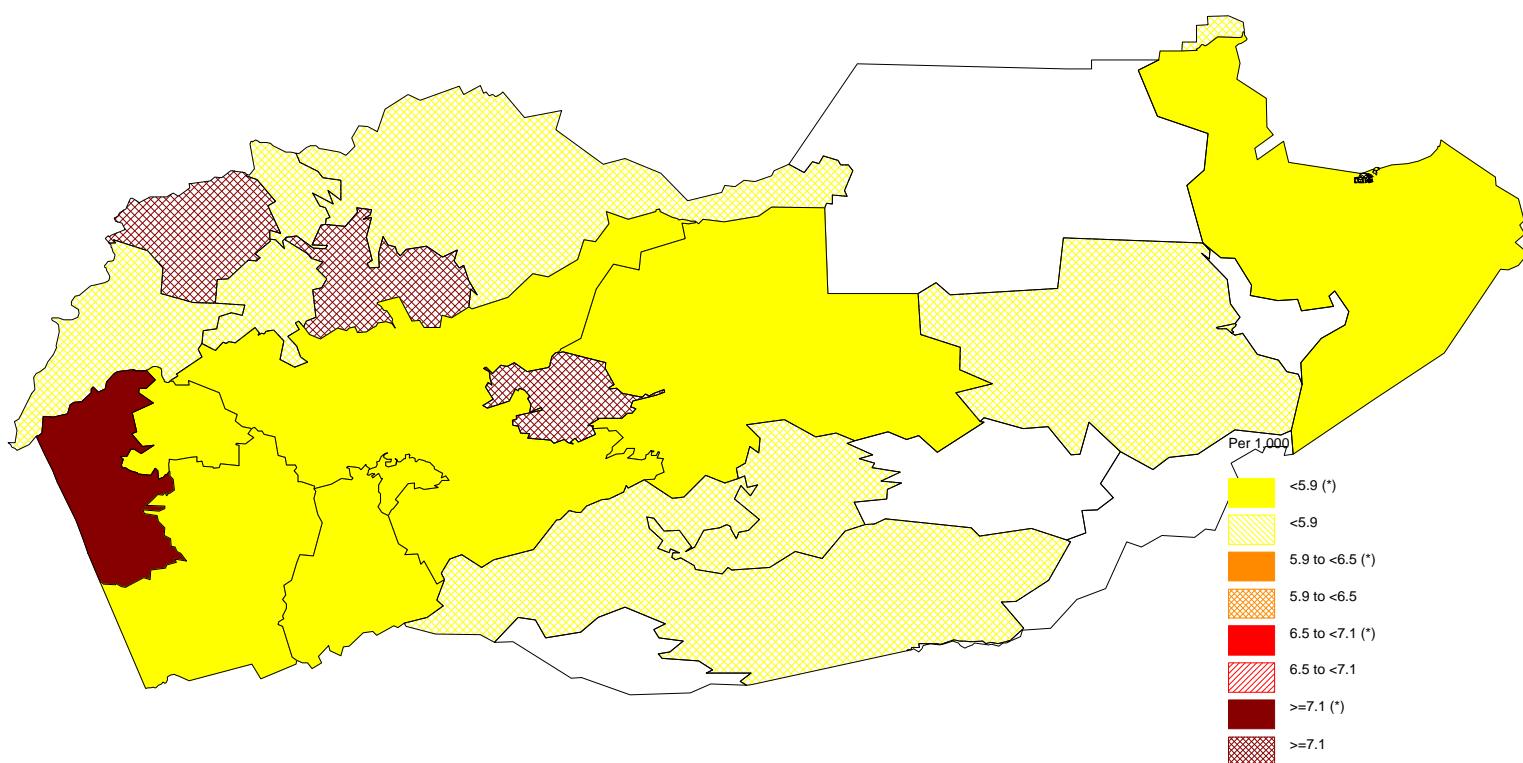 Per 1,000
<5.9 (*)
<5.9
5.9 to <6.5 (*)
5.9 to <6.5
6.5 to <7.1 (*)
6.5 to <7.1
>=7.1 (*)
>=7.1